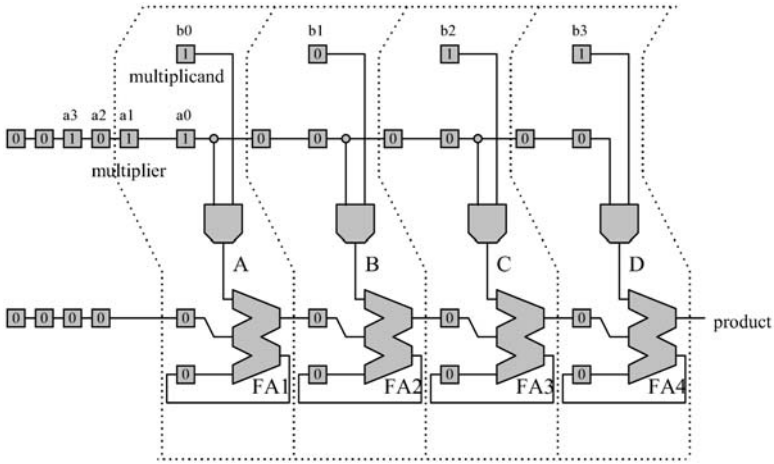 b0 b1 b2 b3
1 0 1 1
multiplicand
a3 a2 a1 a0
0 0 1 0 1 1 0 0 0 0 0 0
multiplier
A B C D
0 0 0 0 0 0 0 0
product
0 0 0 0
FA1 FA2 FA3 FA4